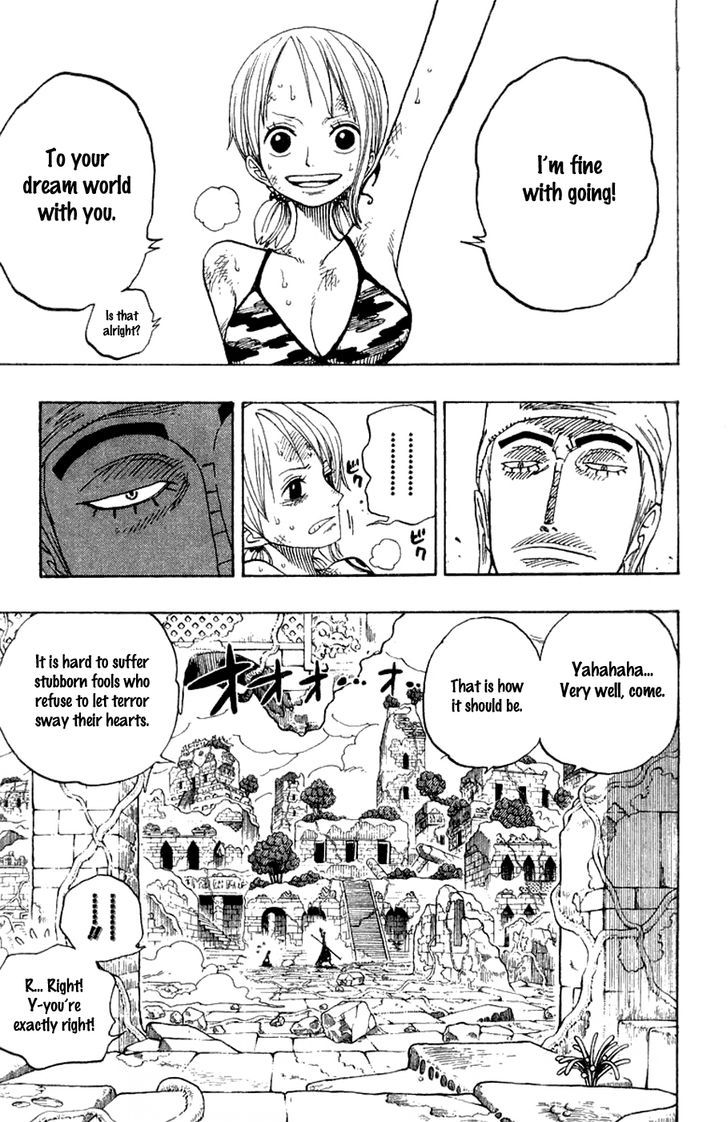 I'm fine
with going!
To your
dream world
with you.
Is that
alright?
ビクッ
ビク
Yahahaha...
Very well, come.
That is how
it should be.
オオオ...オ...
It is hard to suffer
stubborn fools who
refuse to let terror
sway their hearts.
R... Right!
Y-you're
exactly right!